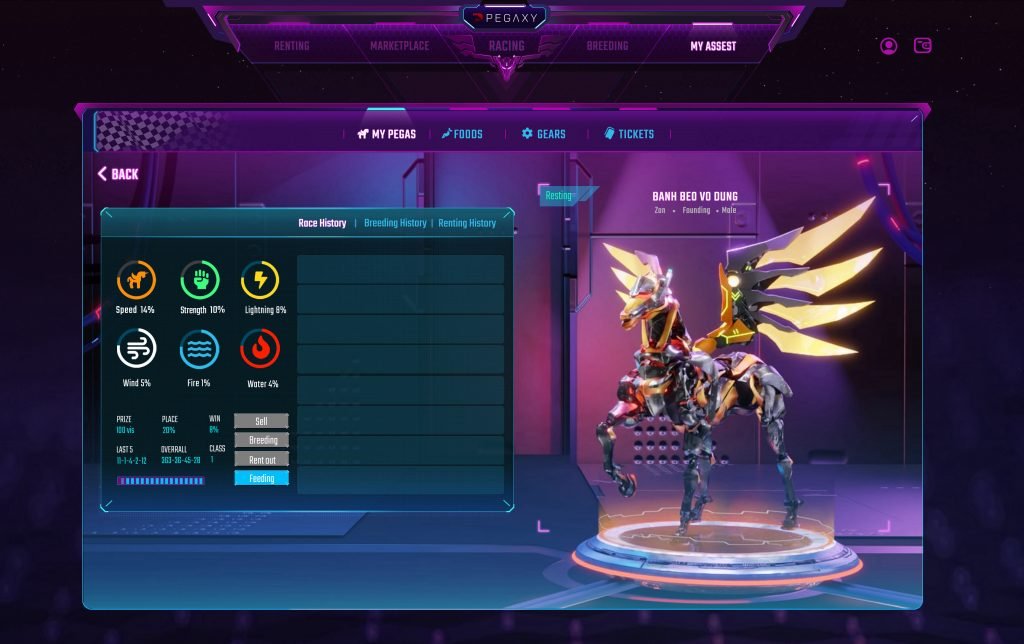 PEGAXY
RENTING
MARKETPLACE
RACING
BREEDING
MY ASSEST
MY PEGAS
FOODS
GEARS
TICKETS
BACK
Resting
BANH BEO VO DUNG
Zan • Founding • Male
Race History | Breeding History | Renting History
Speed 14%
Strength 10%
Lightning 8%
Wind 5%
Fire 1%
Water 4%
PRIZE
PLACE
WIN
100 vis
20%
8%
LAST 5
OVERRALL
CLASS
11-1-4-2-12
363-36-45-28
1
Sell
Breeding
Rent out
Feeding